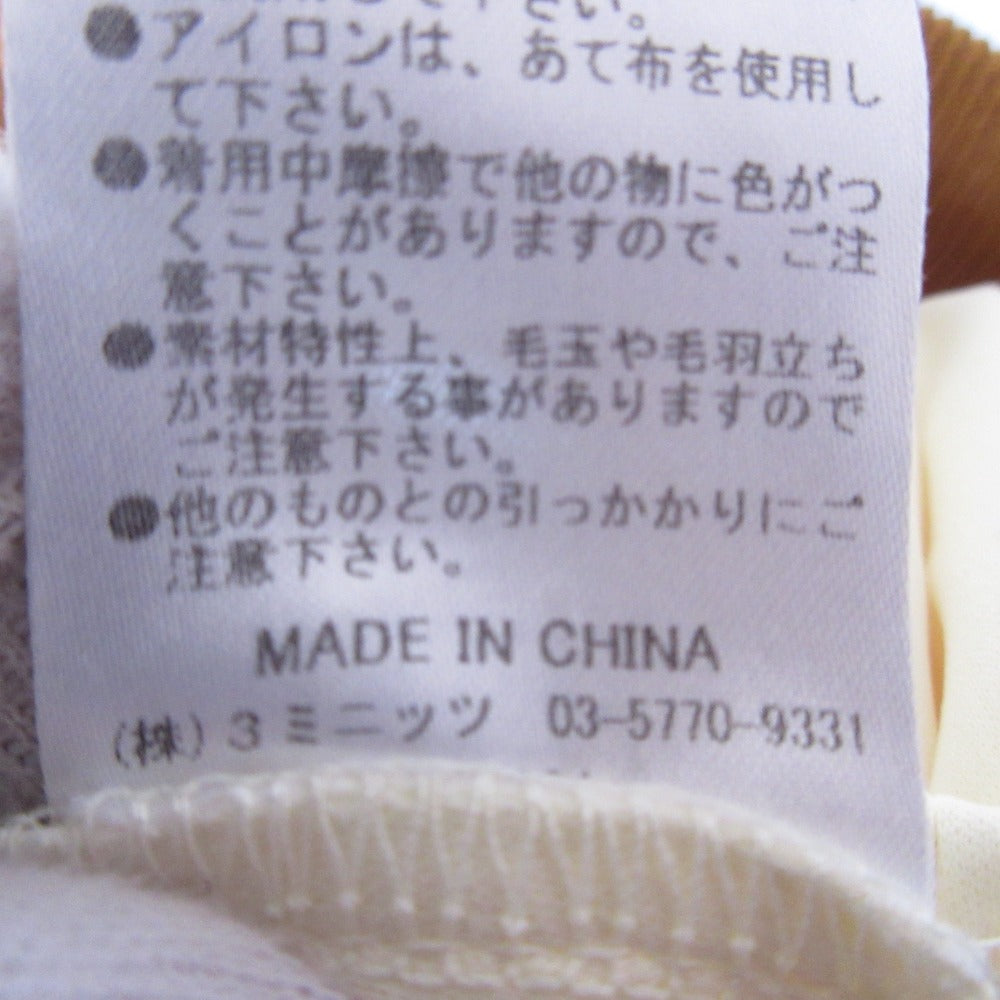 下さい。
●アイロンは、あて布を使用し
て下さい。
●着用中摩擦で他の物に色がつ
くことがありますので、ご注
意下さい。
●素材特性上、毛玉や毛羽立ち
が発生する事がありますので
ご注意下さい。
●他のものとの引っかかりにご
注意下さい。
MADE IN CHINA
(株)3ミニッツ 03-5770-9331